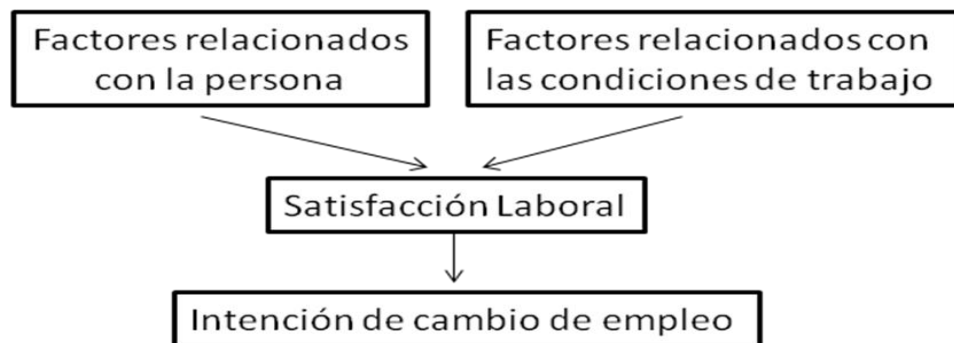 Factores relacionados
con la persona
Factores relacionados con
las condiciones de trabajo
Satisfacción Laboral
Intención de cambio de empleo